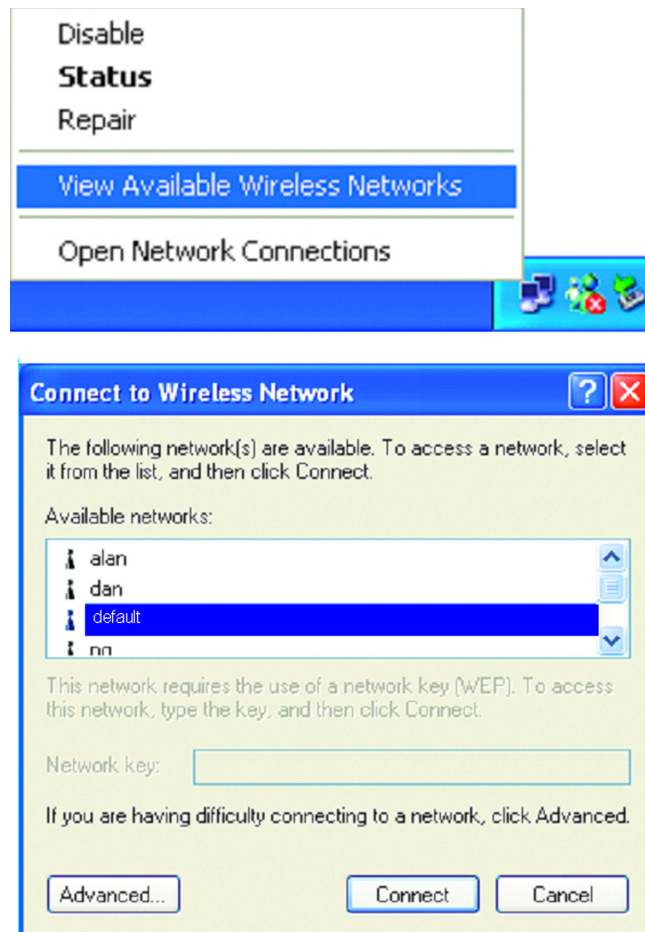 Disable
Status
Repair
View Available Wireless Networks
Open Network Connections
Connect to Wireless Network
The following network(s) are available. To access a network, select
it from the list, and then click Connect.
Available networks:
alan
dan
default
This network requires the use of a network key (WEP). To access
this network, type the key, and then click Connect.
Network key:
If you are having difficulty connecting to a network, click Advanced.
Advanced...
Connect
Cancel